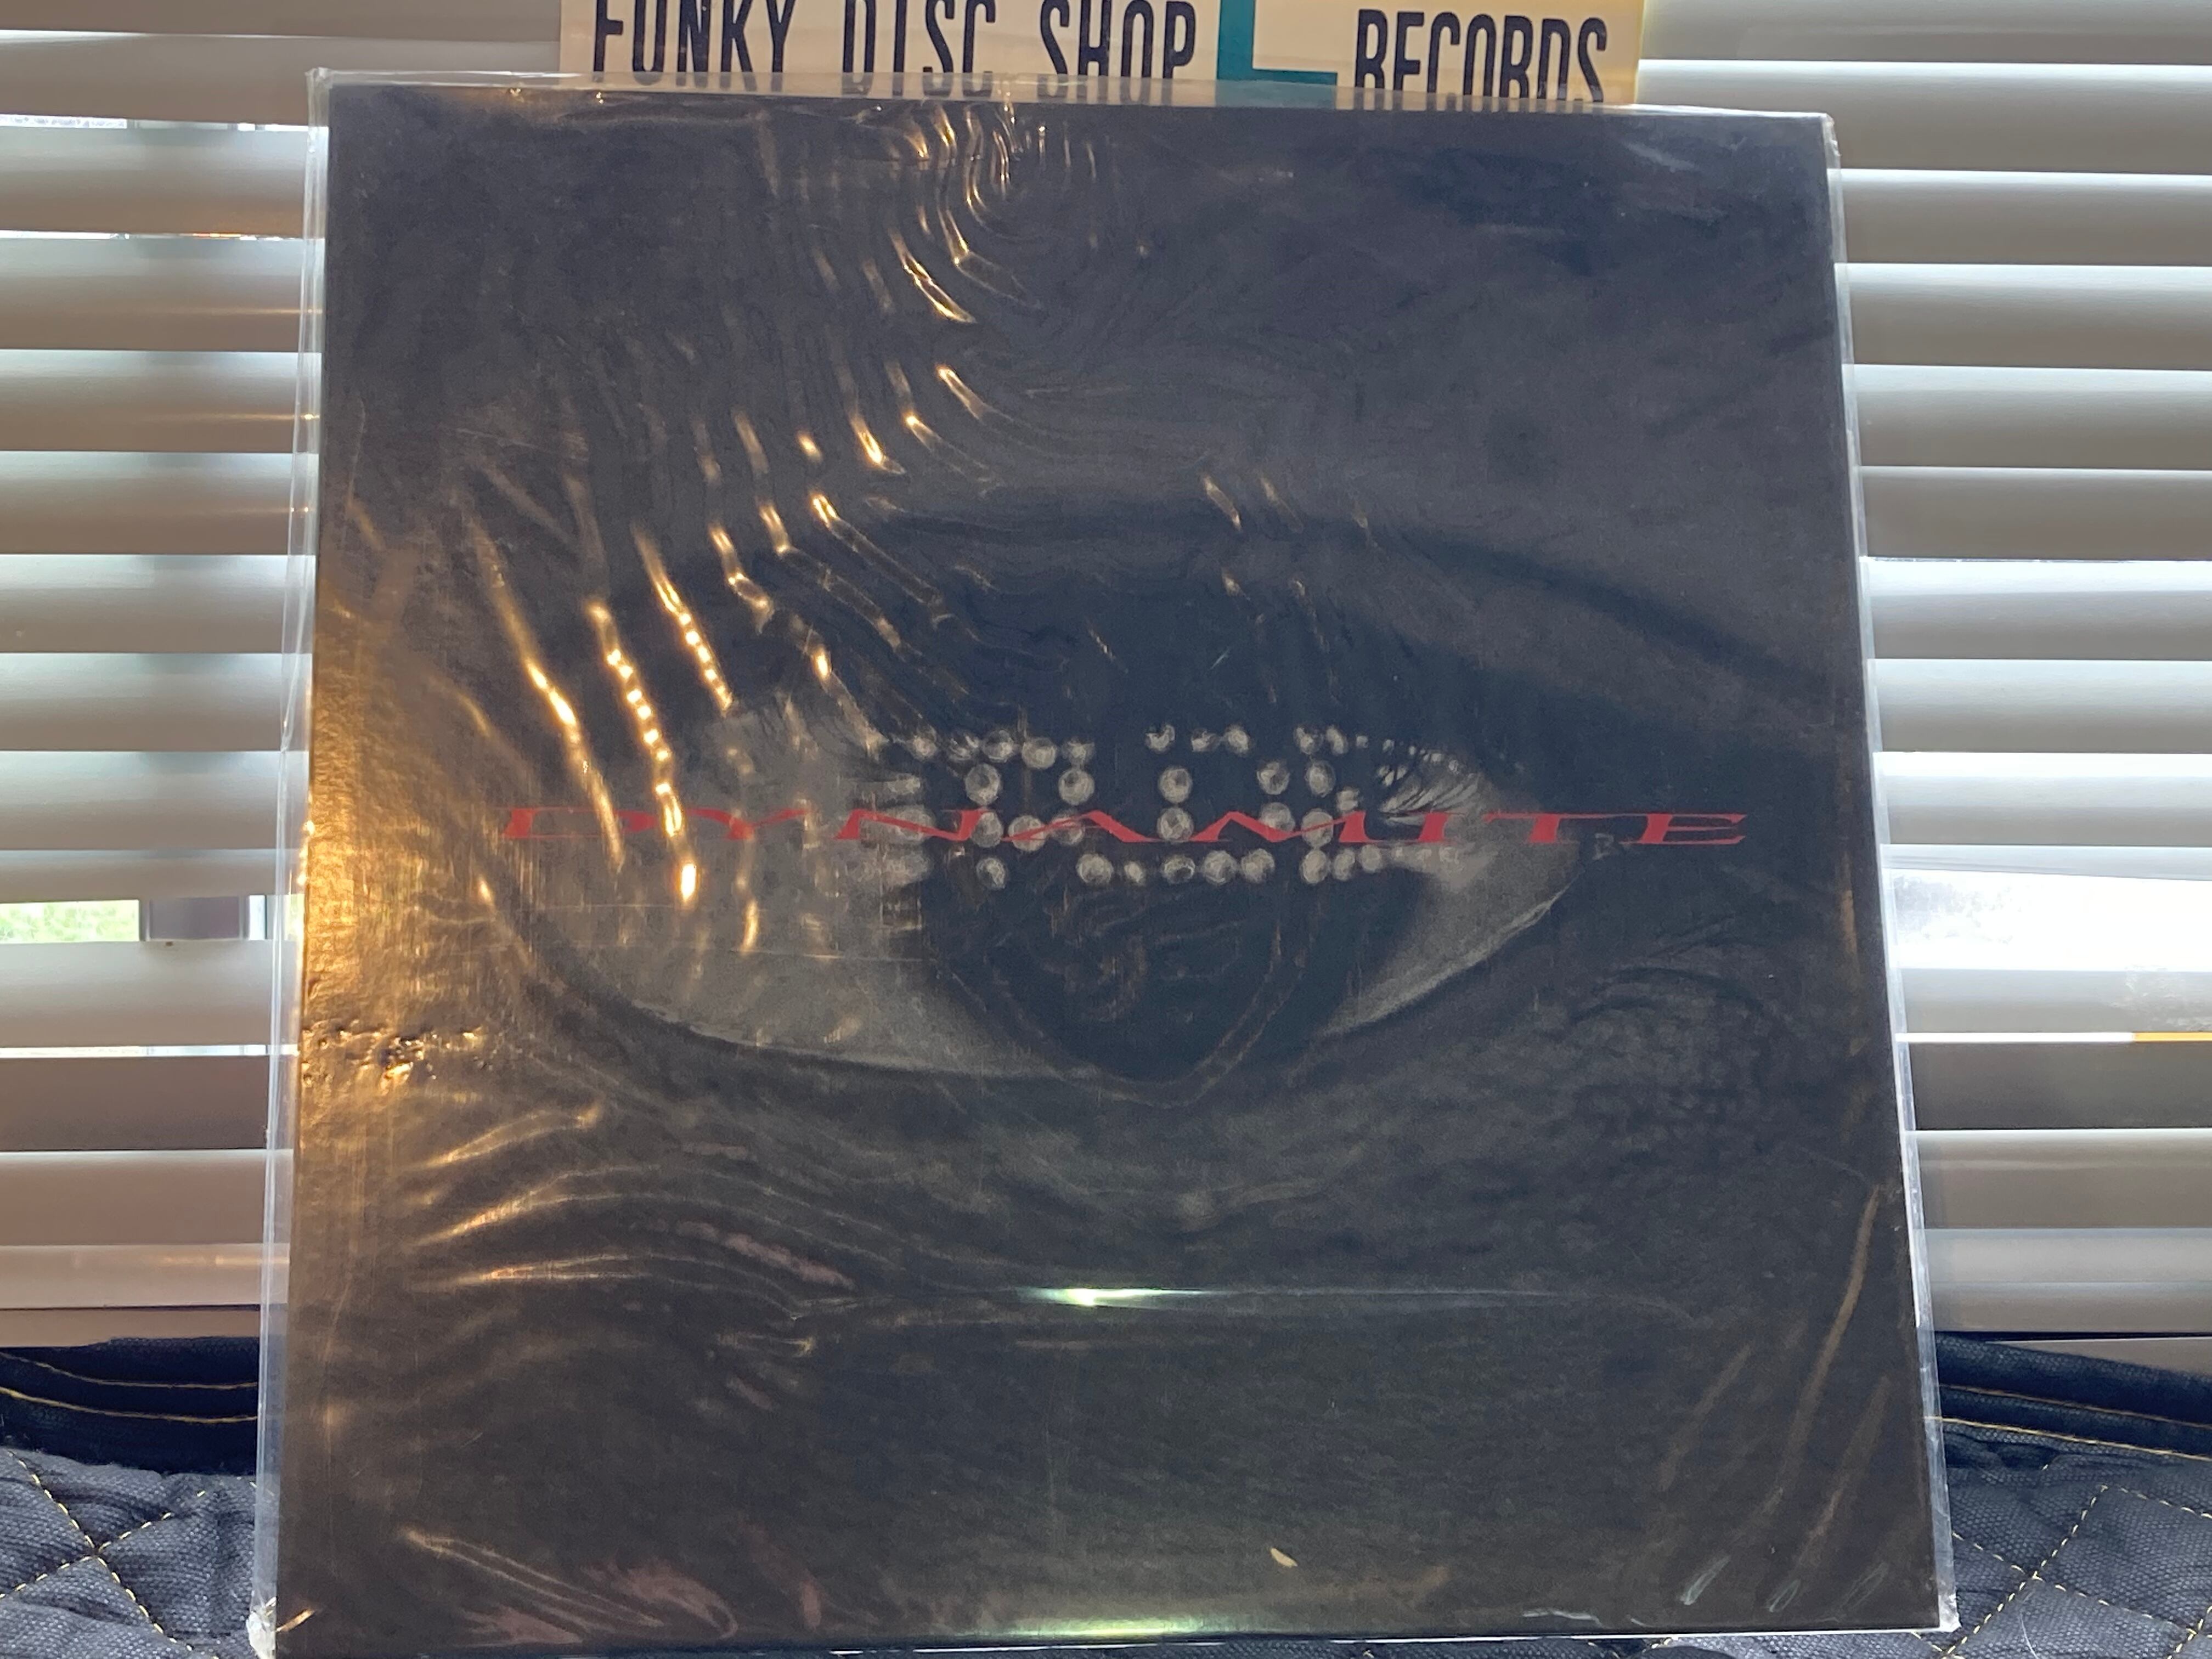 FUNKY DISC SHOP RECORDS
DYNAMITE